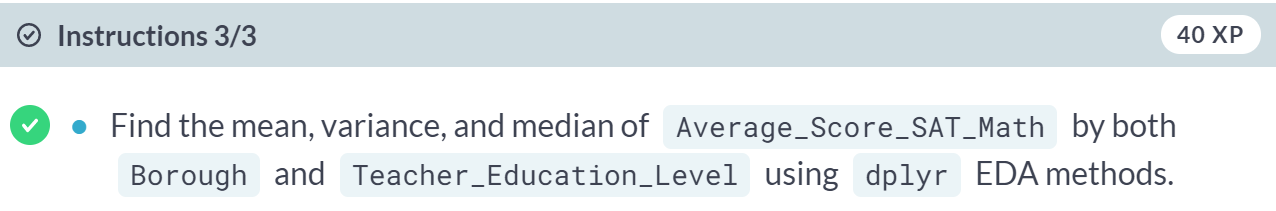 Instructions 3/3 40 XP
Find the mean, variance, and median of Average_Score_SAT_Math by both
Borough and Teacher_Education_Level using dplyr EDA methods.